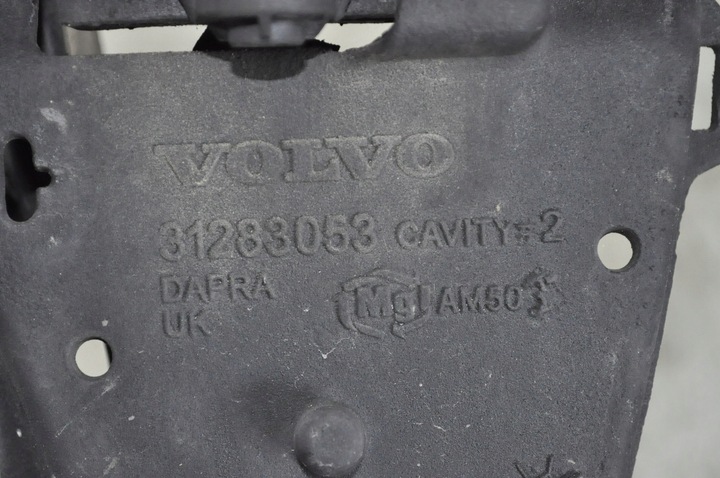 VOLVO
31283053 CAVITY=2
DAPRA Mg AM50
UK